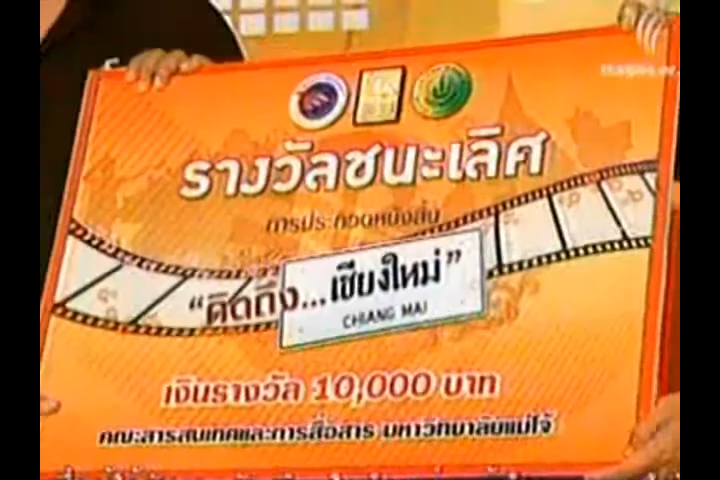 รางวัลชนะเลิศ
การประกวดหนังสั้น
“คิดถึง...เชียงใหม่”
CHIANG MAI
เงินรางวัล 10,000 บาท
คณะสารสนเทศและการสื่อสาร มหาวิทยาลัยแม่โจ้